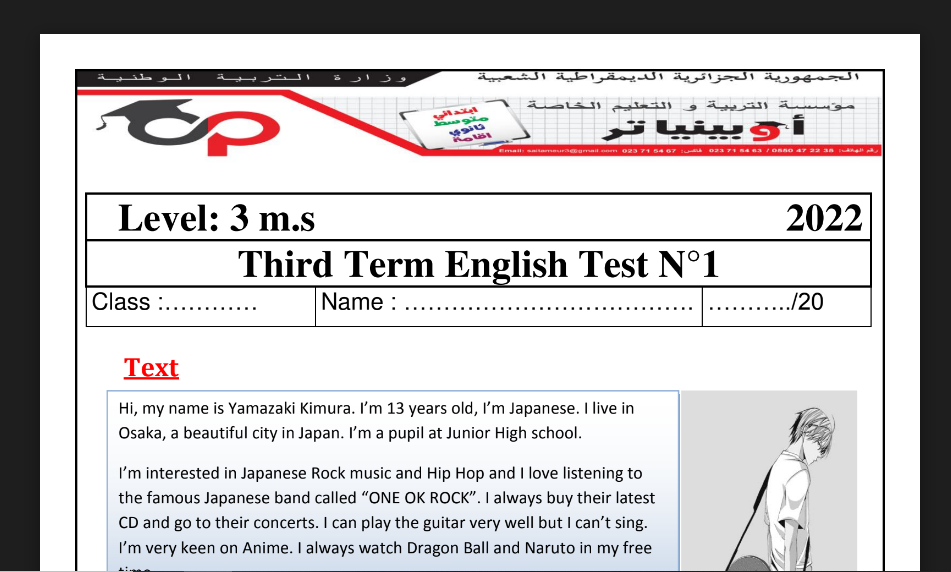 الجمهورية الجزائرية الديمقراطية الشعبية
وزارة التربية الوطنية
مؤسسة التربية و التعليم الخاصة
أوبينياتر
ابتدائي
متوسط
ثانوي
اقامة
Email: saitameur3@gmail.com 023 71 54 67 :فاكس 023 71 54 63 / 0550 47 22 35 :رقم الهاتف
Level: 3 m.s 2022
Third Term English Test N°1
Class :………… Name : ………………………………. ………../20
Text
Hi, my name is Yamazaki Kimura. I’m 13 years old, I’m Japanese. I live in
Osaka, a beautiful city in Japan. I’m a pupil at Junior High school.
I’m interested in Japanese Rock music and Hip Hop and I love listening to
the famous Japanese band called “ONE OK ROCK”. I always buy their latest
CD and go to their concerts. I can play the guitar very well but I can’t sing.
I’m very keen on Anime. I always watch Dragon Ball and Naruto in my free